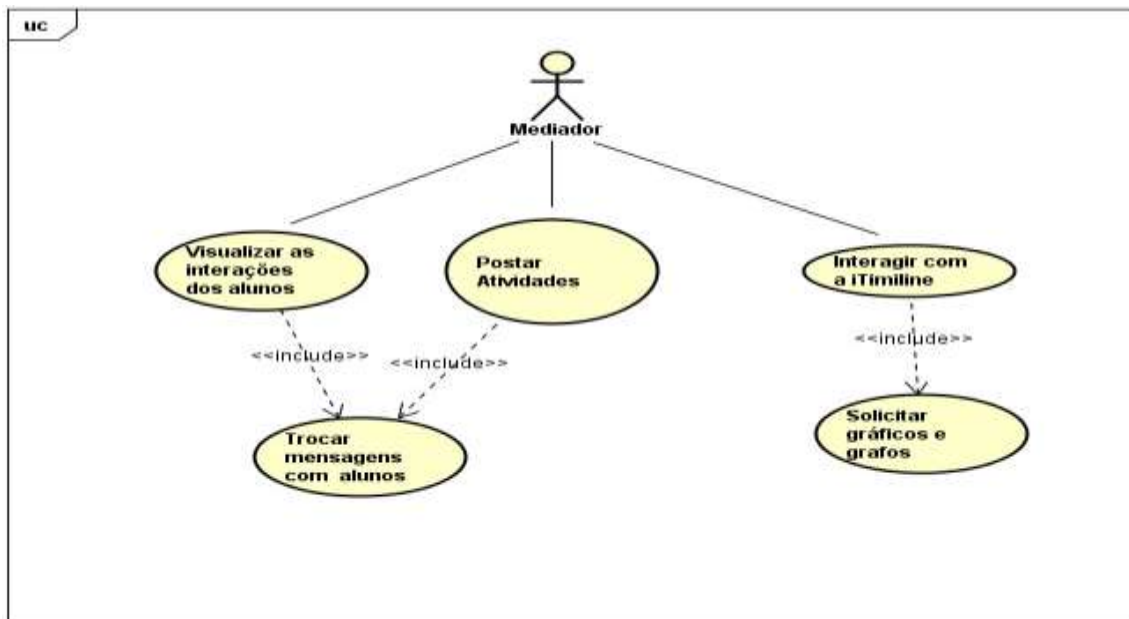 uc
Mediador
Visualizar as
interações
dos alunos
Postar
Atividades
Interagir com
a iTimiline
<<include>>
<<include>>
<<include>>
Trocar
mensagens
com alunos
Solicitar
gráficos e
grafos